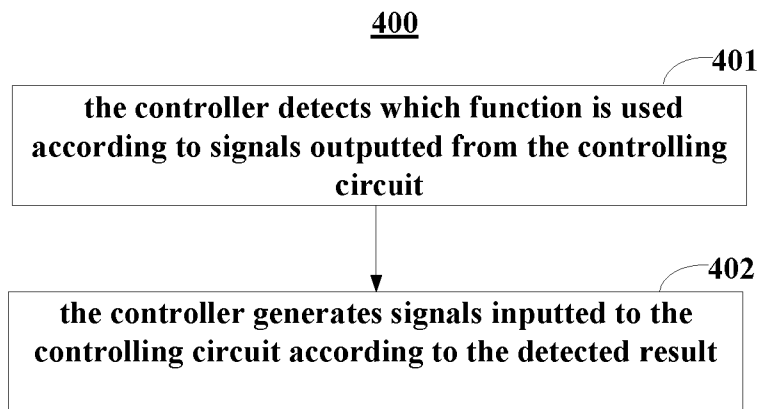 400
401
the controller detects which function is used
according to signals outputted from the controlling
circuit
402
the controller generates signals inputted to the
controlling circuit according to the detected result